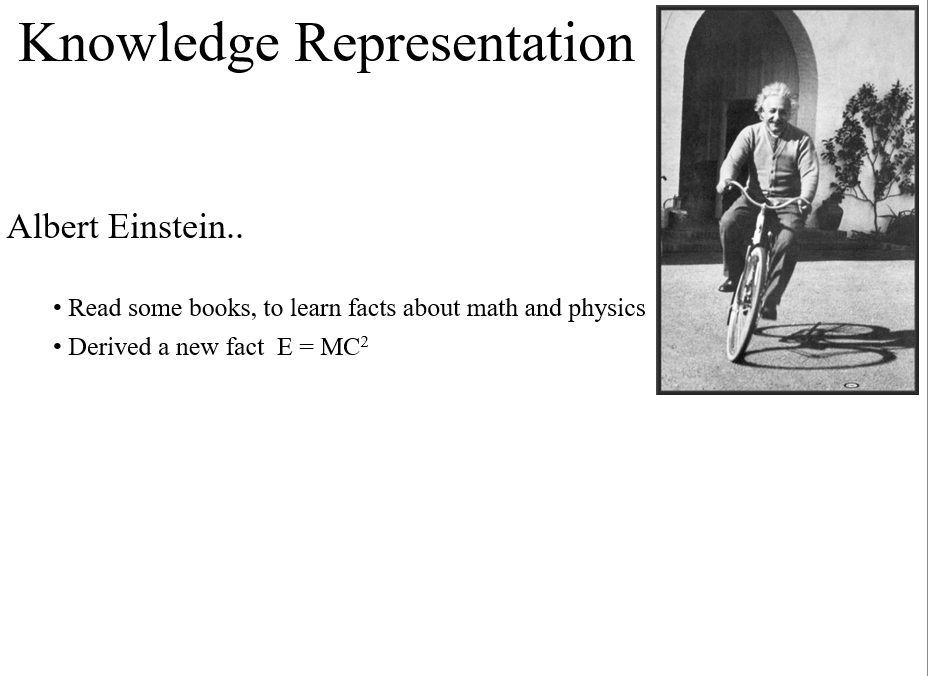 Knowledge Representation
Albert Einstein..
• Read some books, to learn facts about math and physics
• Derived a new fact  E = MC²